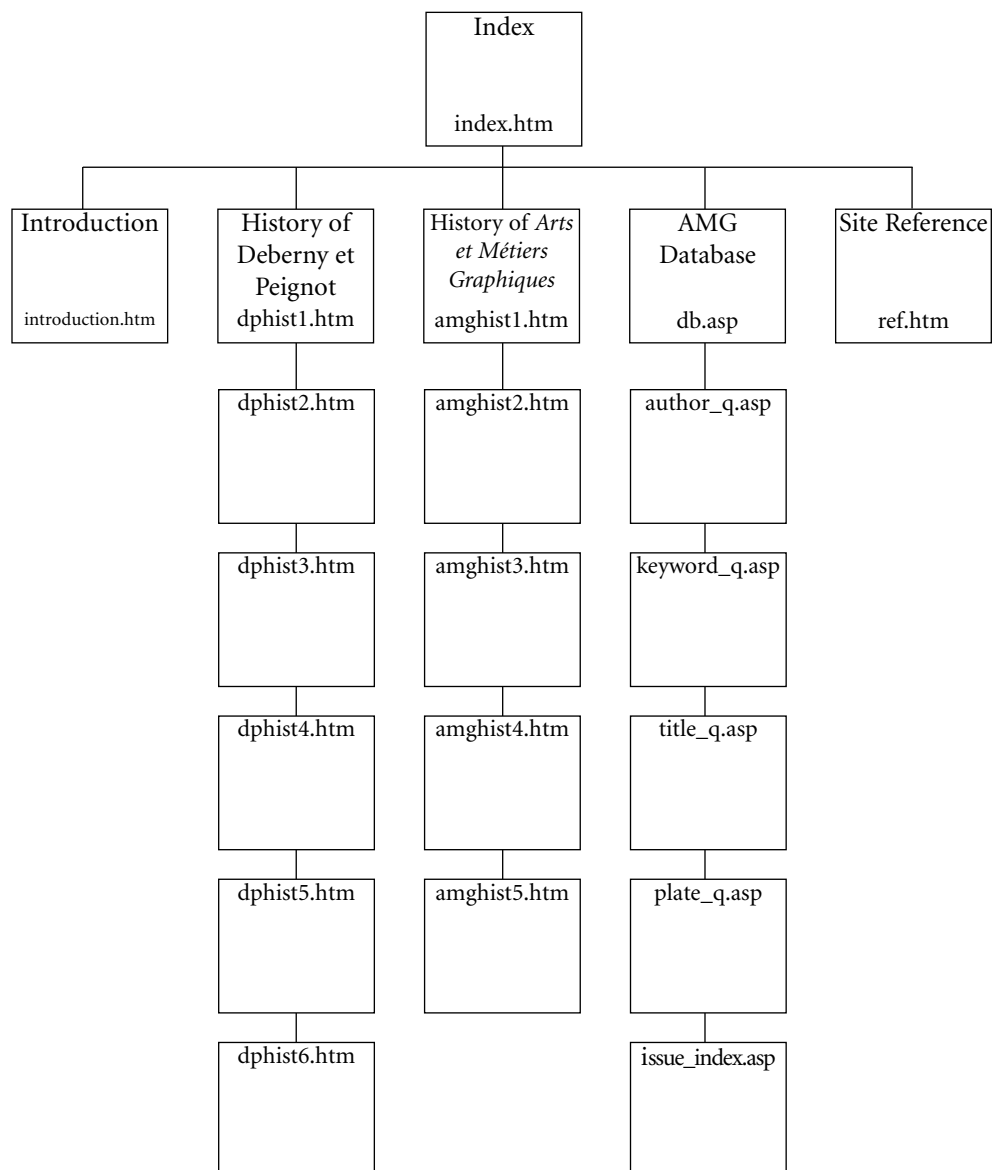 Index
index.htm
Introduction
introduction.htm
History of
Deberny et
Peignot
dphist1.htm
History of Arts
et Métiers
Graphiques
amghist1.htm
AMG
Database
db.asp
Site Reference
ref.htm
dphist2.htm
amghist2.htm
author_q.asp
dphist3.htm
amghist3.htm
keyword_q.asp
dphist4.htm
amghist4.htm
title_q.asp
dphist5.htm
amghist5.htm
plate_q.asp
dphist6.htm
issue_index.asp